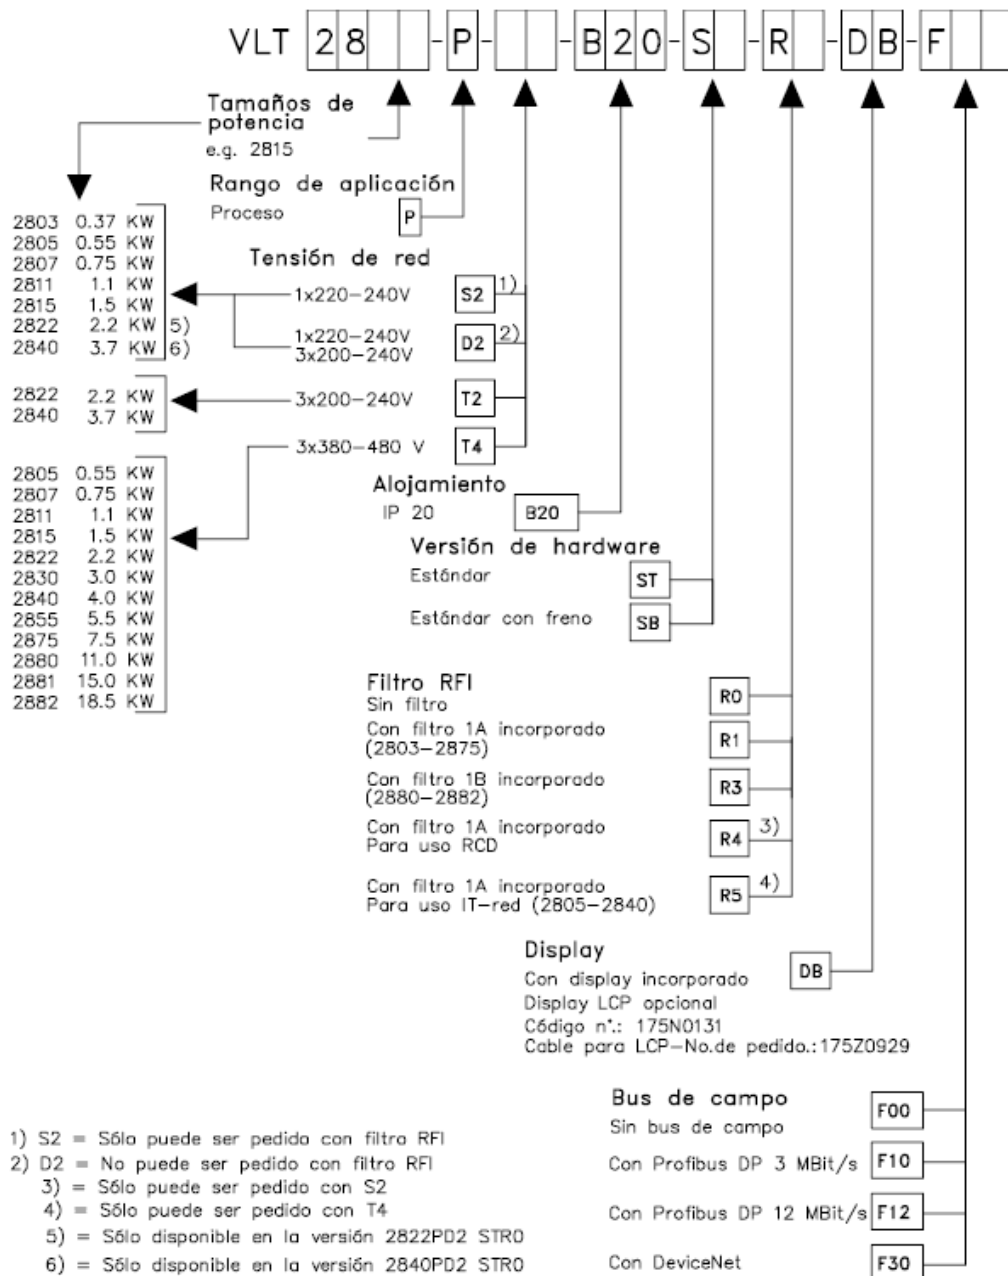 VLT 28 -P- -B20-S -R -DB-F
Tamaños de
potencia
e.g. 2815
Rango de aplicación
Proceso
P
2803 0.37 KW
2805 0.55 KW
2807 0.75 KW
2811 1.1 KW
2815 1.5 KW
2822 2.2 KW 5)
2840 3.7 KW 6)
Tensión de red
1x220-240V
S2 1)
1x220-240V
3x200-240V
D2 2)
2822 2.2 KW
2840 3.7 KW
3x200-240V
T2
3x380-480 V
T4
2805 0.55 KW
2807 0.75 KW
2811 1.1 KW
2815 1.5 KW
2822 2.2 KW
2830 3.0 KW
2840 4.0 KW
2855 5.5 KW
2875 7.5 KW
2880 11.0 KW
2881 15.0 KW
2882 18.5 KW
Alojamiento
IP 20
B20
Versión de hardware
Estándar
ST
Estándar con freno
SB
Filtro RFI
Sin filtro
R0
Con filtro 1A incorporado
(2803-2875)
R1
Con filtro 1B incorporado
(2880-2882)
R3
Con filtro 1A incorporado
Para uso RCD
R4 3)
Con filtro 1A incorporado
Para uso IT-red (2805-2840)
R5 4)
Display
Con display incorporado
DB
Display LCP opcional
Código n°.: 175N0131
Cable para LCP-No.de pedido.:175Z0929
Bus de campo
Sin bus de campo
F00
Con Profibus DP 3 MBit/s
F10
Con Profibus DP 12 MBit/s
F12
Con DeviceNet
F30
1) S2 = Sólo puede ser pedido con filtro RFI
2) D2 = No puede ser pedido con filtro RFI
3) = Sólo puede ser pedido con S2
4) = Sólo puede ser pedido con T4
5) = Sólo disponible en la versión 2822PD2 STR0
6) = Sólo disponible en la versión 2840PD2 STR0